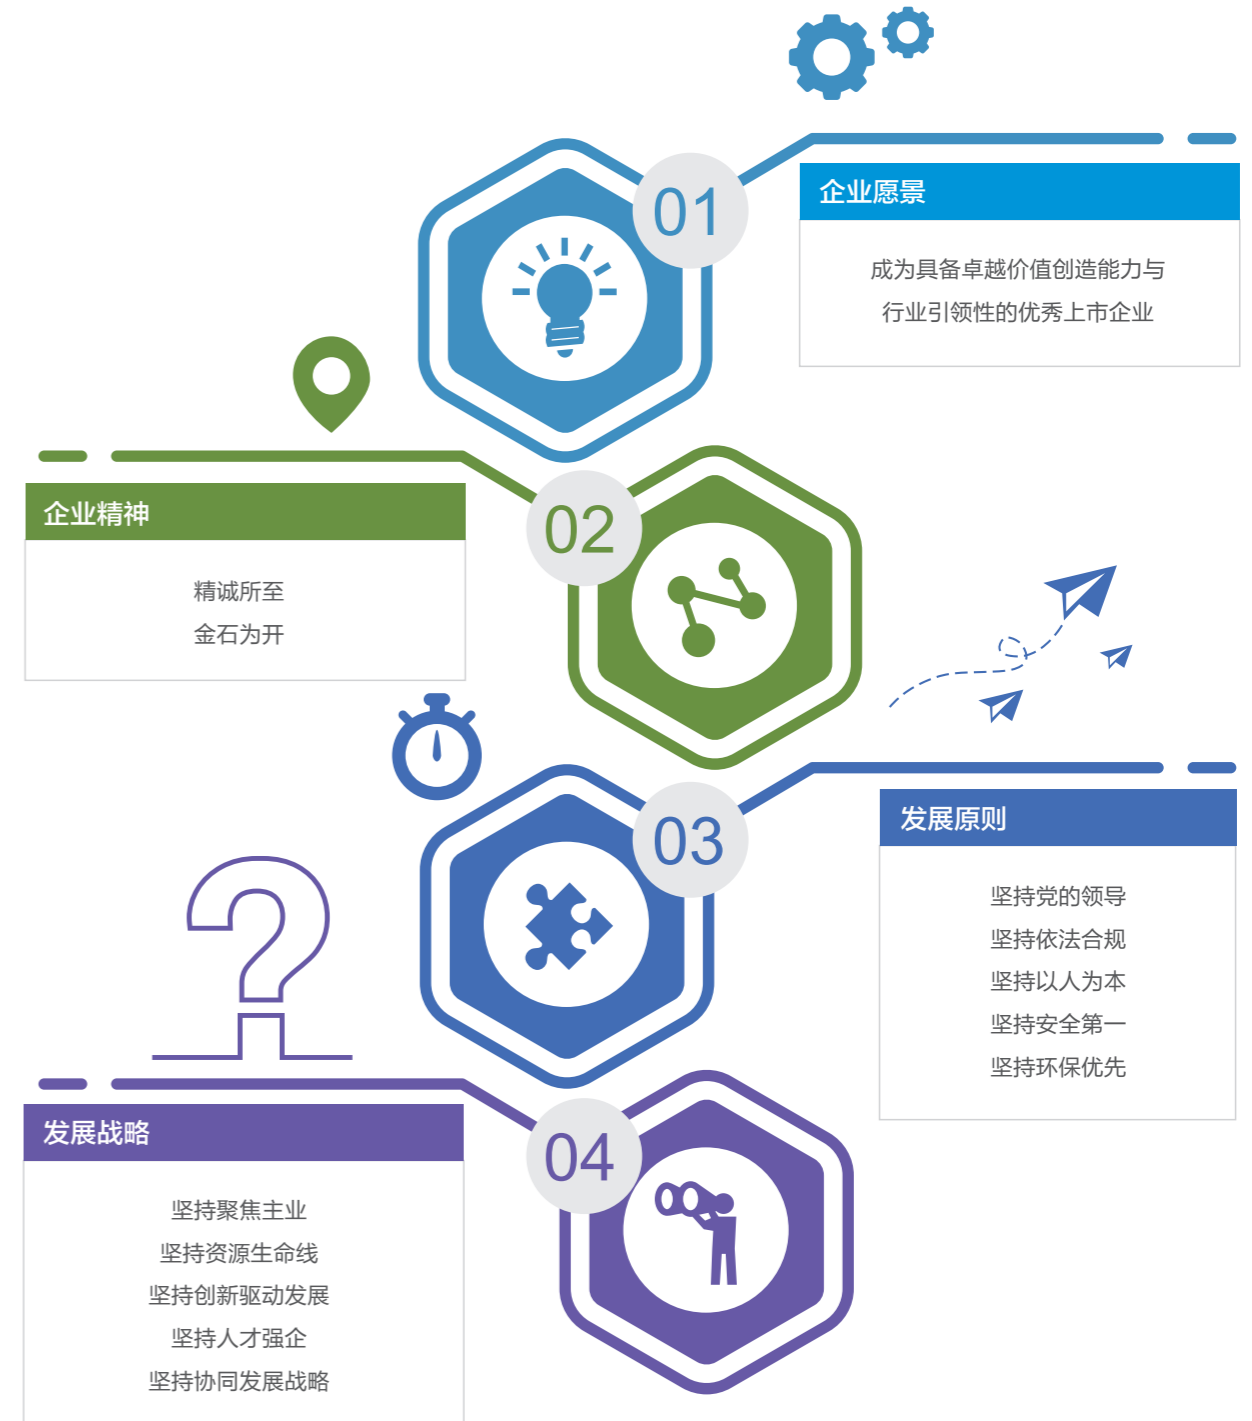 01
企业愿景
成为具备卓越价值创造能力与
行业引领性的优秀上市企业
02
企业精神
精诚所至
金石为开
03
发展原则
坚持党的领导
坚持依法合规
坚持以人为本
坚持安全第一
坚持环保优先
04
发展战略
坚持聚焦主业
坚持资源生命线
坚持创新驱动发展
坚持人才强企
坚持协同发展战略